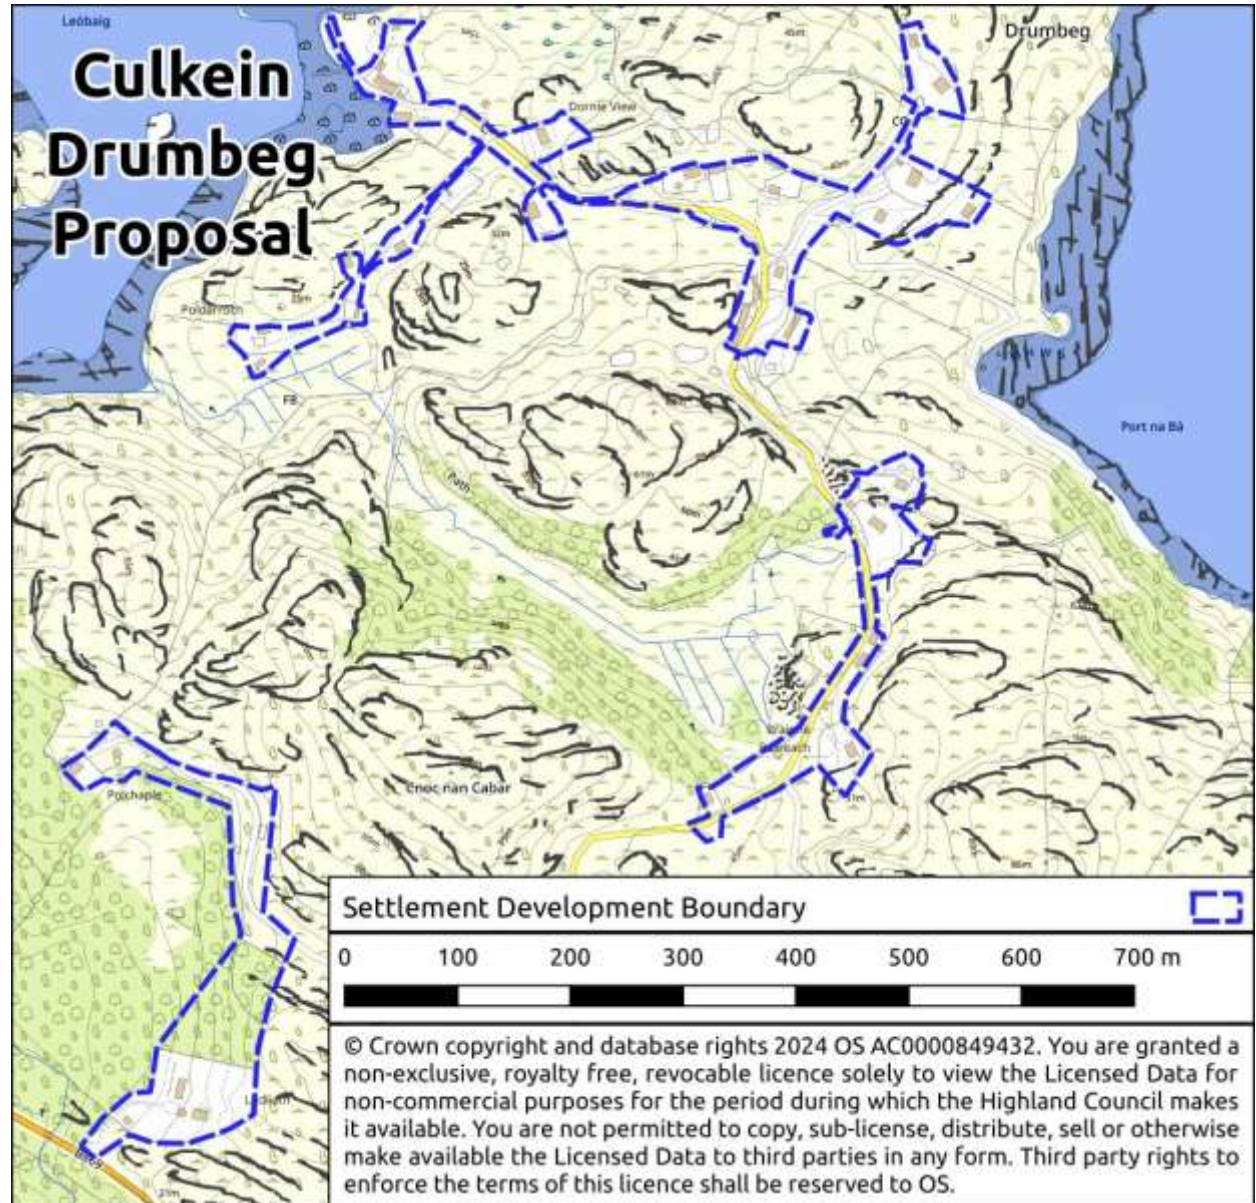 Leòbaig
Drumbeg
Culkein
Drumbeg
Proposal
Dornie View
Poldarroch
FB
Port na Bà
Path
Polchaple
Cnoc nan Cabar
Settlement Development Boundary
0 100 200 300 400 500 600 700 m
© Crown copyright and database rights 2024 OS AC0000849432. You are granted a
non-exclusive, royalty free, revocable licence solely to view the Licensed Data for
non-commercial purposes for the period during which the Highland Council makes
it available. You are not permitted to copy, sub-license, distribute, sell or otherwise
make available the Licensed Data to third parties in any form. Third party rights to
enforce the terms of this licence shall be reserved to OS.